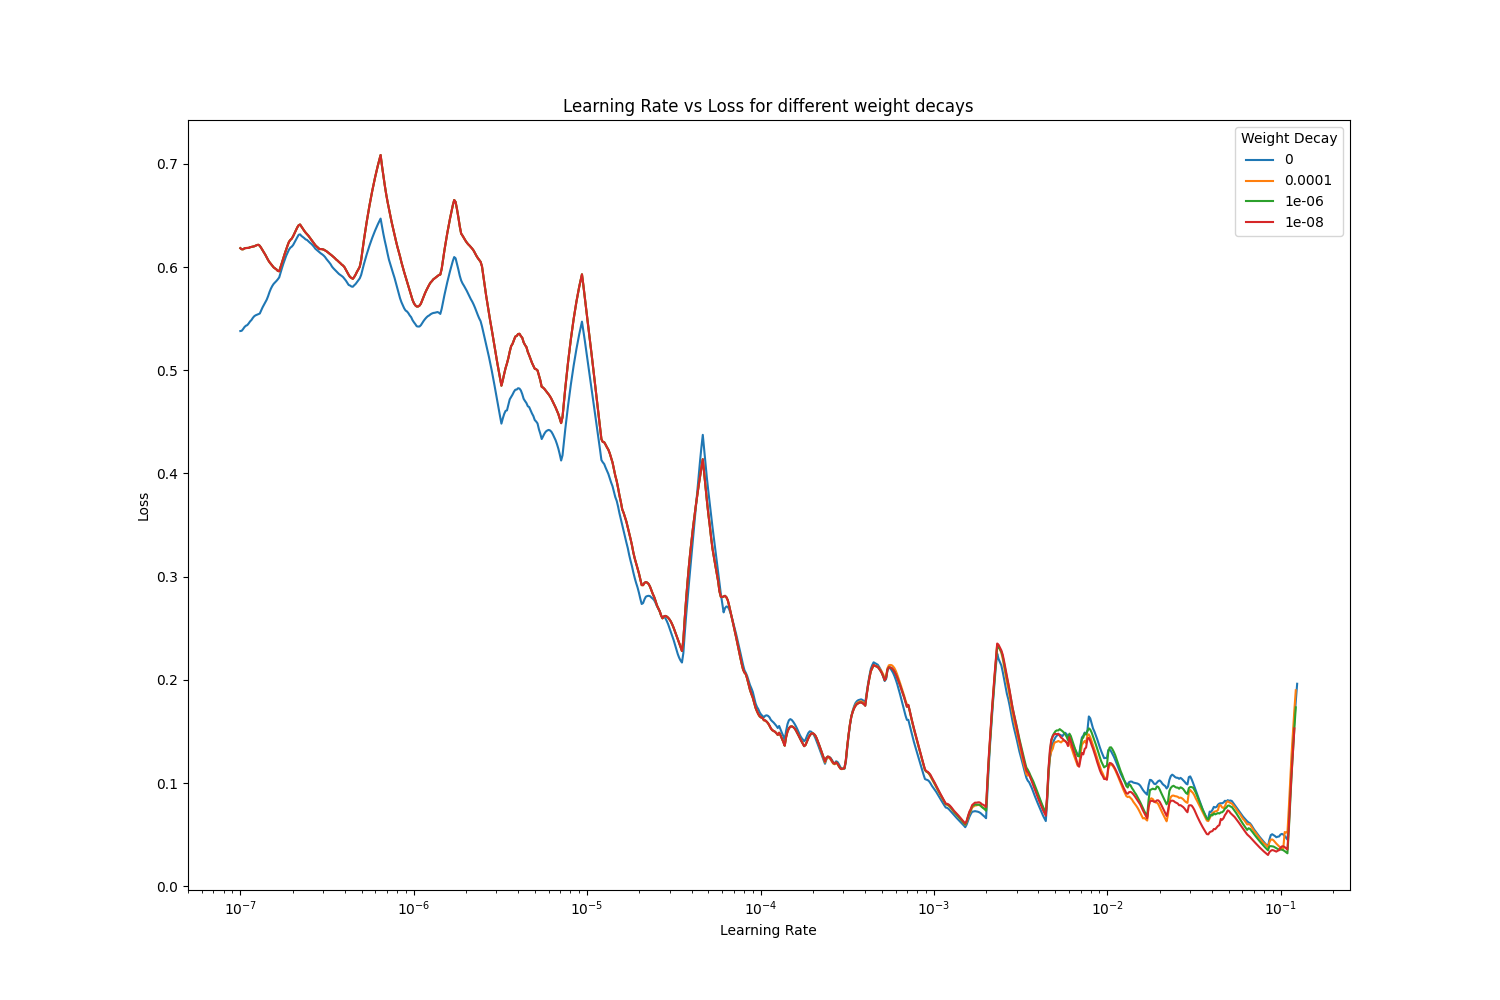 Learning Rate vs Loss for different weight decays
Weight Decay
0
0.0001
1e-06
1e-08
0.7
0.6
0.5
0.4
0.3
0.2
0.1
0.0
Loss
10⁻⁷ 10⁻⁶ 10⁻⁵ 10⁻⁴ 10⁻³ 10⁻² 10⁻¹
Learning Rate